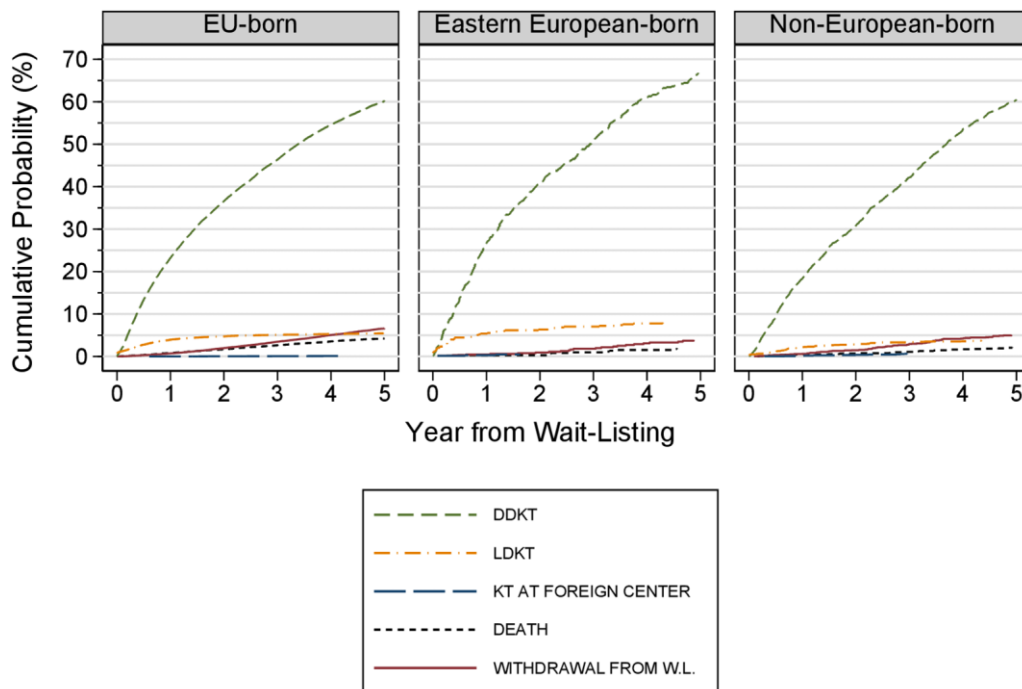 EU-born
Eastern European-born
Non-European-born
Cumulative Probability (%)
70
60
50
40
30
20
10
0
0 1 2 3 4 5
0 1 2 3 4 5
0 1 2 3 4 5
Year from Wait-Listing
DDKT
LDKT
KT AT FOREIGN CENTER
DEATH
WITHDRAWAL FROM W.L.